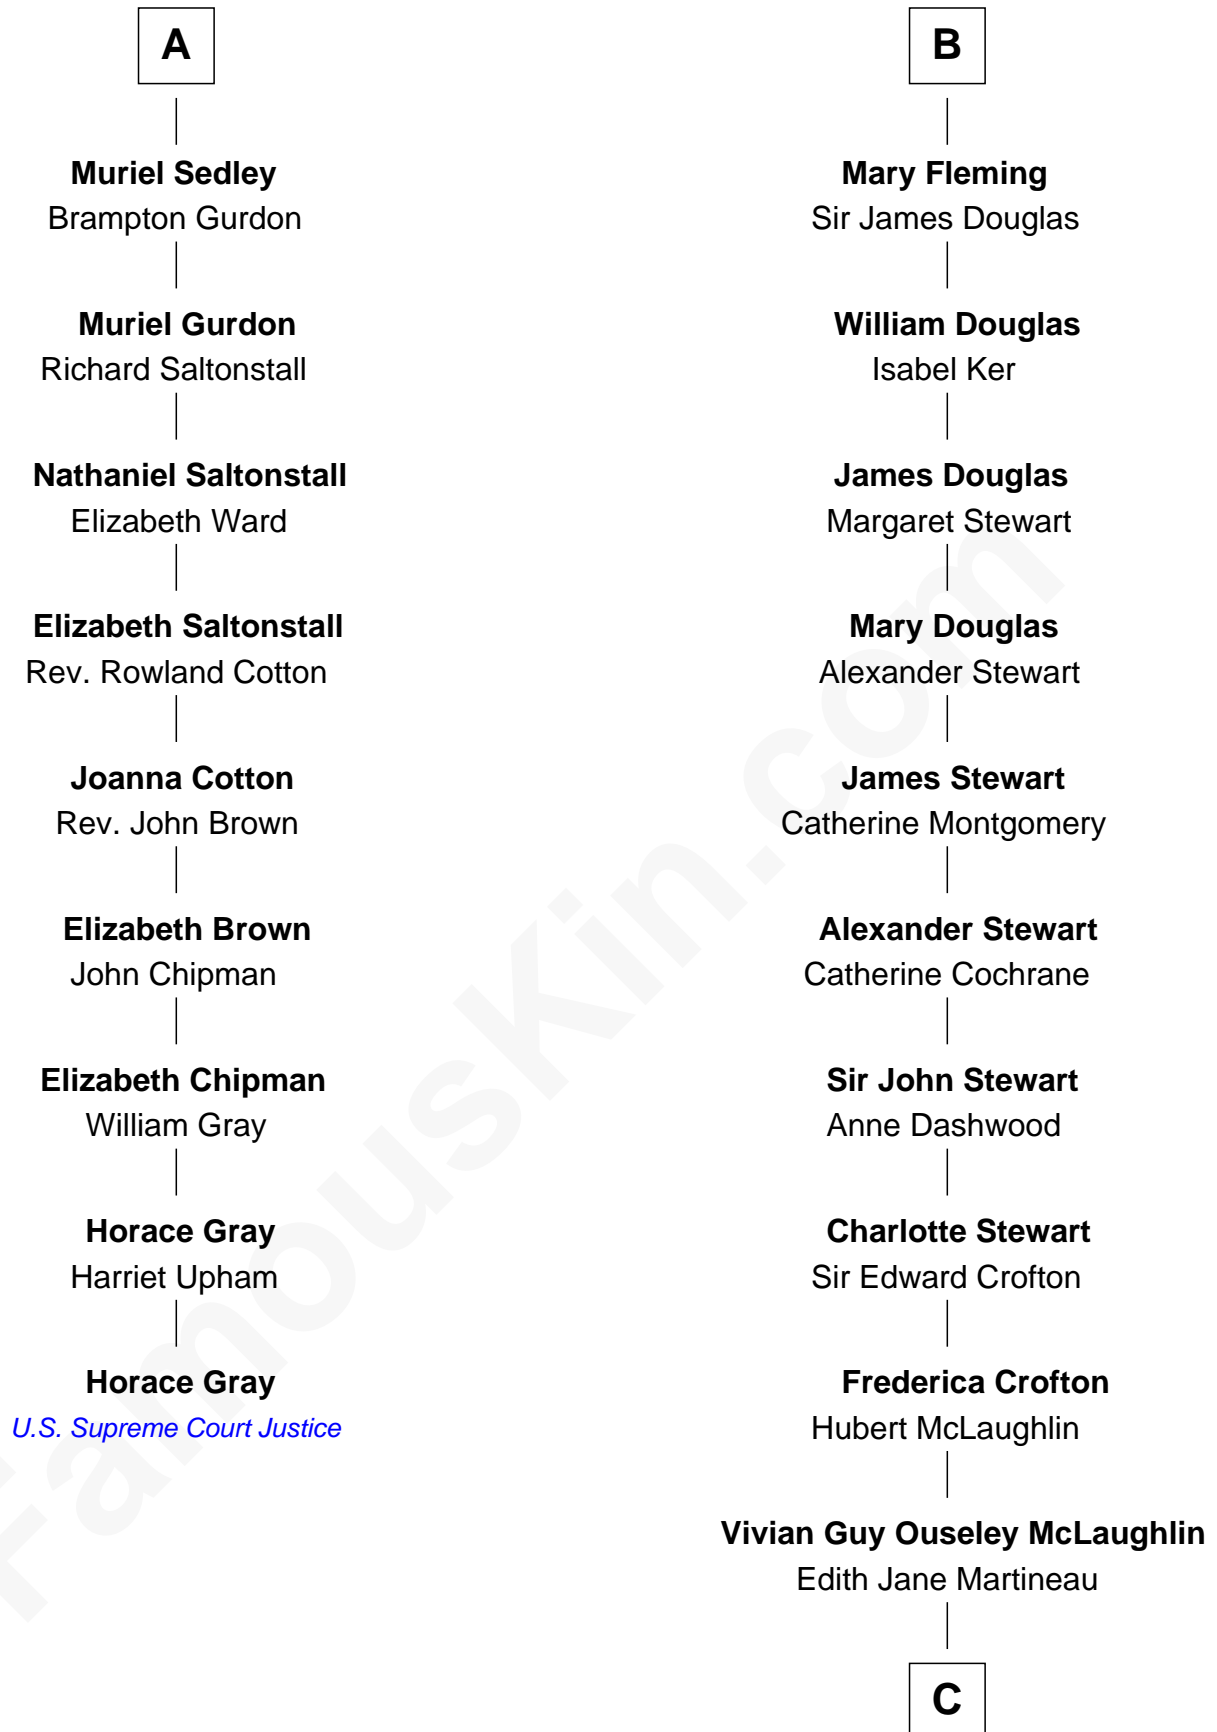 A
Muriel Sedley
Brampton Gurdon
Muriel Gurdon
Richard Saltonstall
Nathaniel Saltonstall
Elizabeth Ward
Elizabeth Saltonstall
Rev. Rowland Cotton
Joanna Cotton
Rev. John Brown
Elizabeth Brown
John Chipman
Elizabeth Chipman
William Gray
Horace Gray
Harriet Upham
Horace Gray
U.S. Supreme Court Justice
B
Mary Fleming
Sir James Douglas
William Douglas
Isabel Ker
James Douglas
Margaret Stewart
Mary Douglas
Alexander Stewart
James Stewart
Catherine Montgomery
Alexander Stewart
Catherine Cochrane
Sir John Stewart
Anne Dashwood
Charlotte Stewart
Sir Edward Crofton
Frederica Crofton
Hubert McLaughlin
Vivian Guy Ouseley McLaughlin
Edith Jane Martineau
C
FamousKin.com